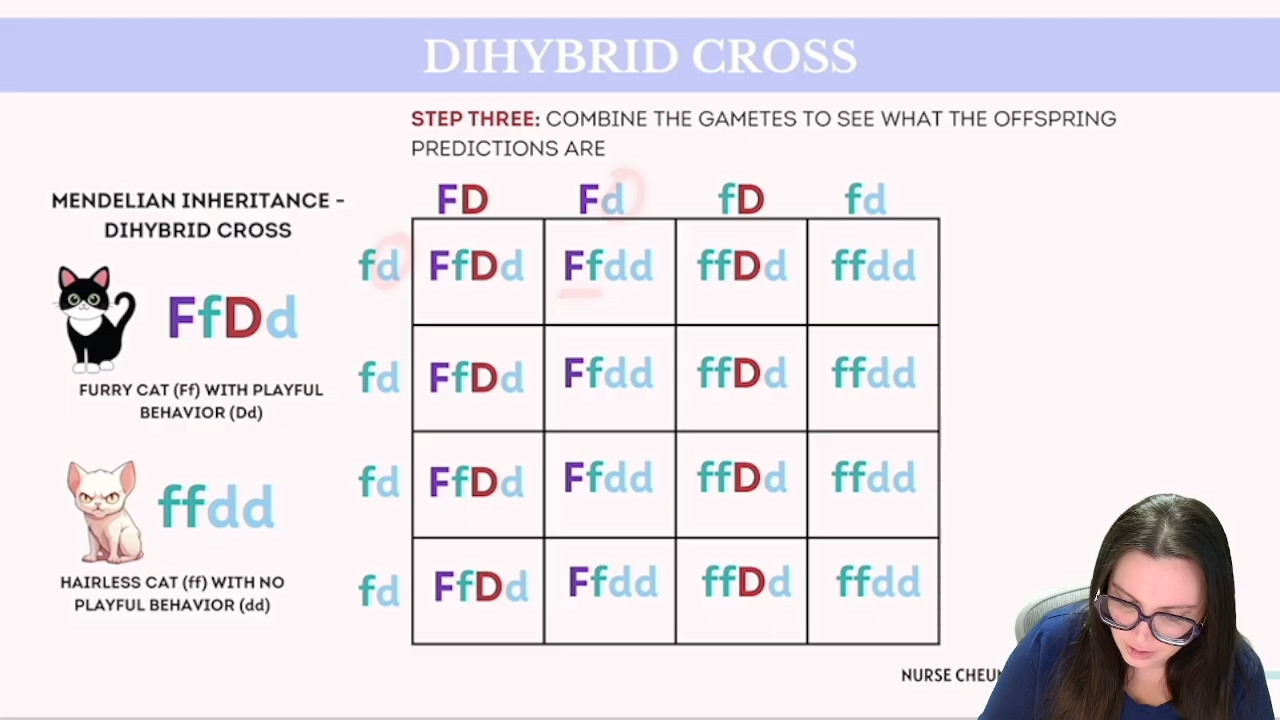 DIHYBRID CROSS
STEP THREE: COMBINE THE GAMETES TO SEE WHAT THE OFFSPRING
PREDICTIONS ARE
MENDELIAN INHERITANCE -
DIHYBRID CROSS
FfDd
FURRY CAT (Ff) WITH PLAYFUL
BEHAVIOR (Dd)
ffdd
HAIRLESS CAT (ff) WITH NO
PLAYFUL BEHAVIOR (dd)
FD Fd fD fd
fd FfDd Ffdd ffDd ffdd
fd FfDd Ffdd ffDd ffdd
fd FfDd Ffdd ffDd ffdd
fd FfDd Ffdd ffDd ffdd
NURSE